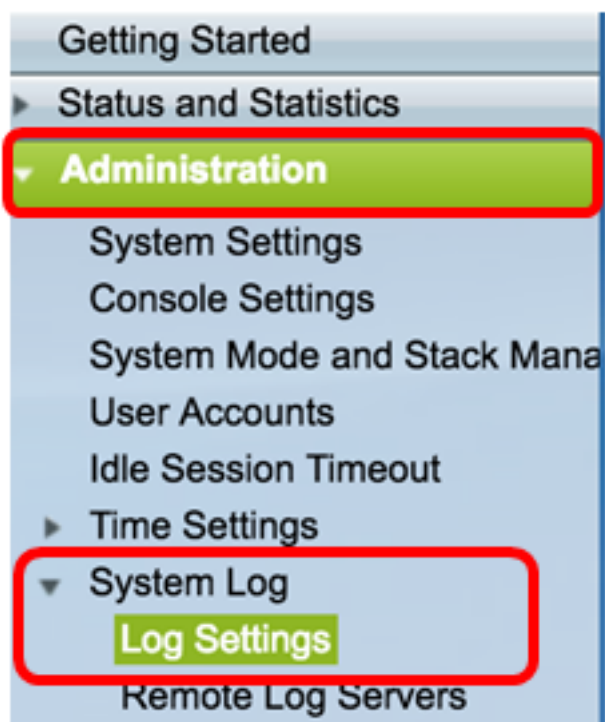 Getting Started
Status and Statistics
Administration
System Settings
Console Settings
System Mode and Stack Mana
User Accounts
Idle Session Timeout
Time Settings
System Log
Log Settings
Remote Log Servers